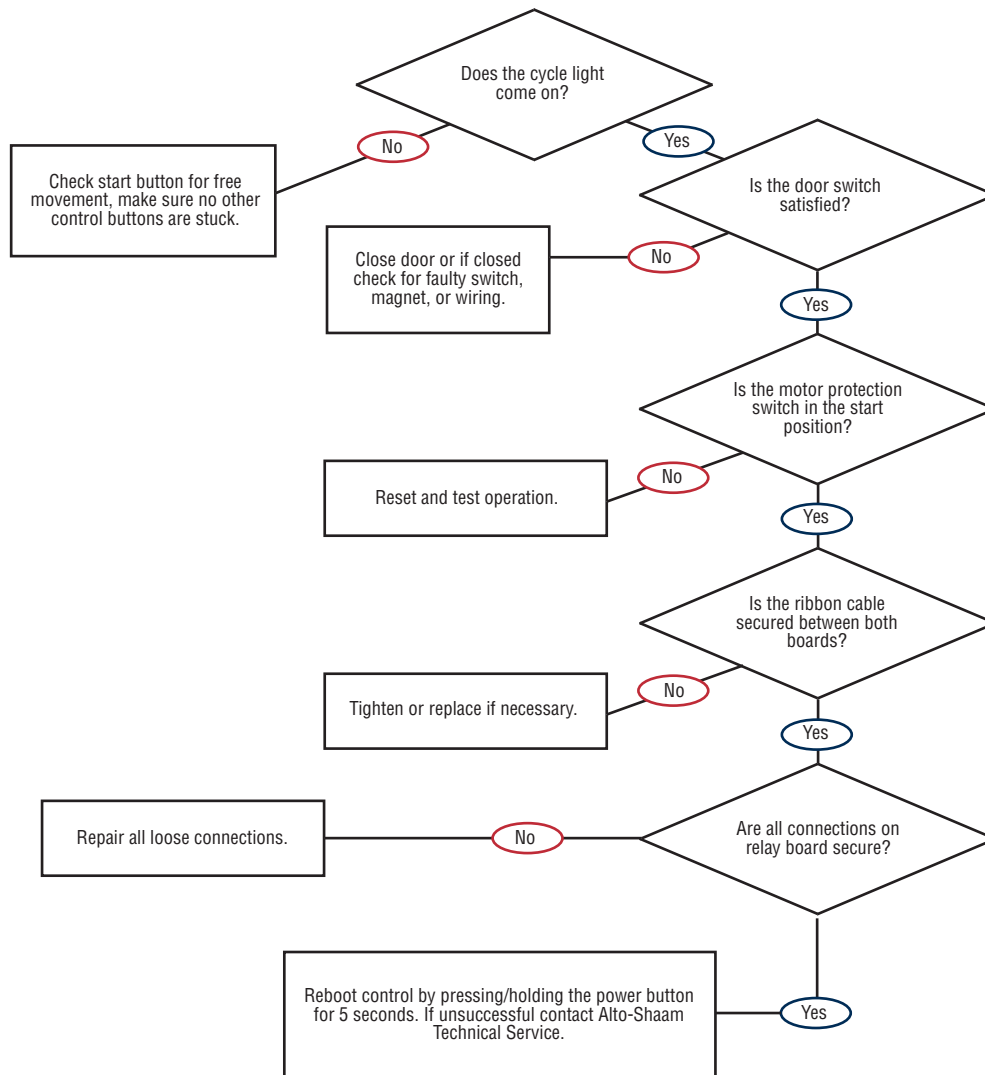 Does the cycle light
come on?
No
Yes
Check start button for free
movement, make sure no other
control buttons are stuck.
Is the door switch
satisfied?
No
Close door or if closed
check for faulty switch,
magnet, or wiring.
Yes
Is the motor protection
switch in the start
position?
No
Reset and test operation.
Yes
Is the ribbon cable
secured between both
boards?
No
Tighten or replace if necessary.
Yes
Are all connections on
relay board secure?
No
Repair all loose connections.
Yes
Reboot control by pressing/holding the power button
for 5 seconds. If unsuccessful contact Alto-Shaam
Technical Service.